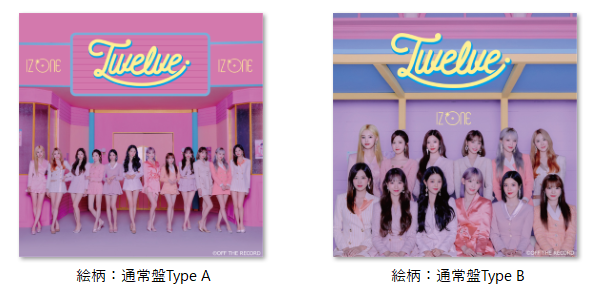 Twelve.
IZ*ONE
IZ*ONE
©OFF THE RECORD
絵柄：通常盤Type A
Twelve.
IZ*ONE
©OFF THE RECORD
絵柄：通常盤Type B